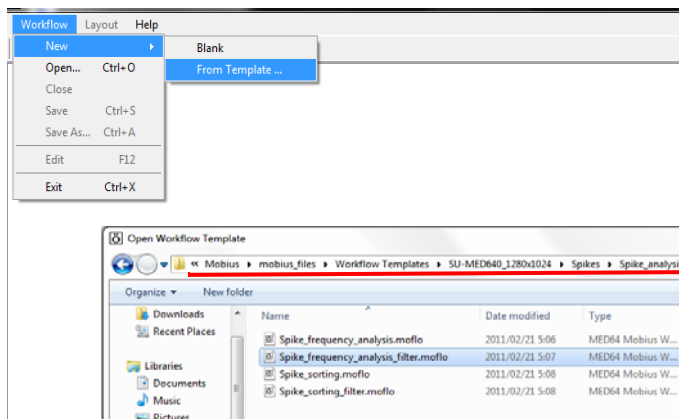 Workflow Layout Help
New
Blank
Open... Ctrl+O
From Template ...
Close
Save Ctrl+S
Save As... Ctrl+A
Edit F12
Exit Ctrl+X
Open Workflow Template
« Mobius mobius_files Workflow Templates SU-MED640_1280x1024 Spikes Spike_analysi
Organize New folder
Downloads
Recent Places
Libraries
Documents
Music
Pictures
Name Date modified Type
Spike_frequency_analysis.moflo 2011/02/21 5:06 MED64 Mobius W...
Spike_frequency_analysis_filter.moflo 2011/02/21 5:07 MED64 Mobius W...
Spike_sorting.moflo 2011/02/21 5:08 MED64 Mobius W...
Spike_sorting_filter.moflo 2011/02/21 5:08 MED64 Mobius W...